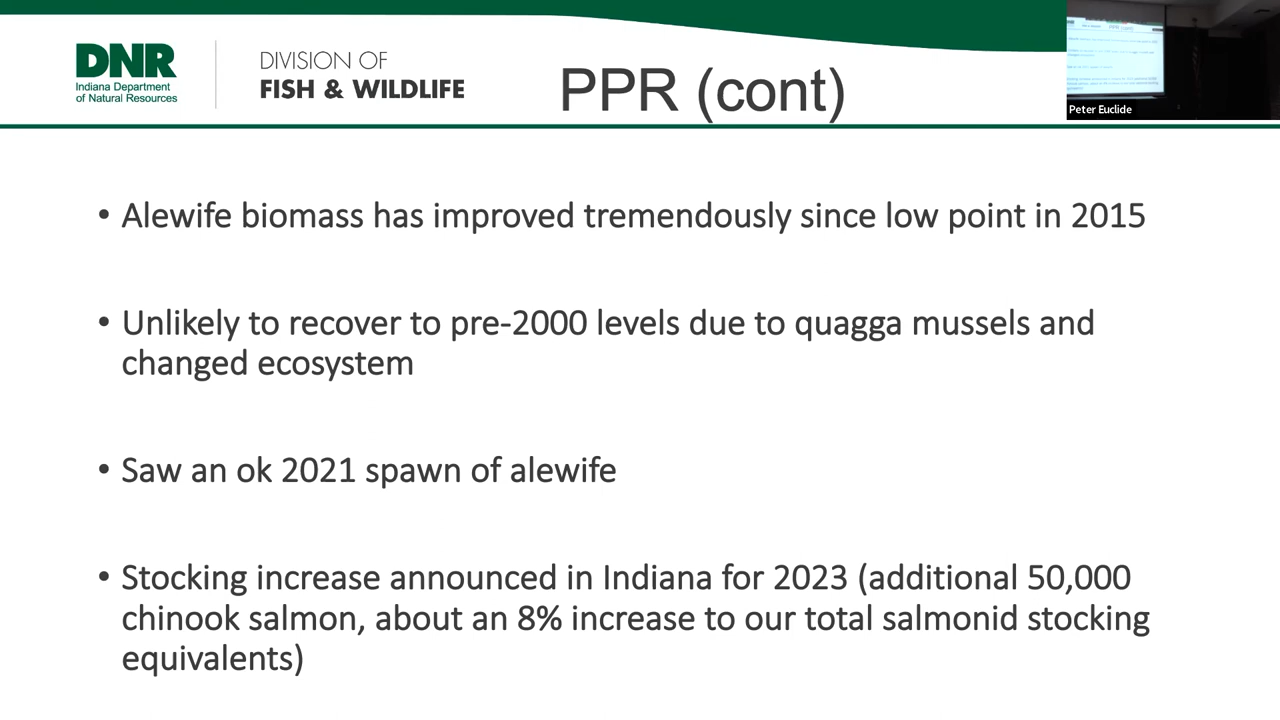 DNR
Indiana Department
of Natural Resources
DIVISION OF
FISH & WILDLIFE
PPR (cont)
Peter Euclide
• Alewife biomass has improved tremendously since low point in 2015
• Unlikely to recover to pre-2000 levels due to quagga mussels and
changed ecosystem
• Saw an ok 2021 spawn of alewife
• Stocking increase announced in Indiana for 2023 (additional 50,000
chinook salmon, about an 8% increase to our total salmonid stocking
equivalents)